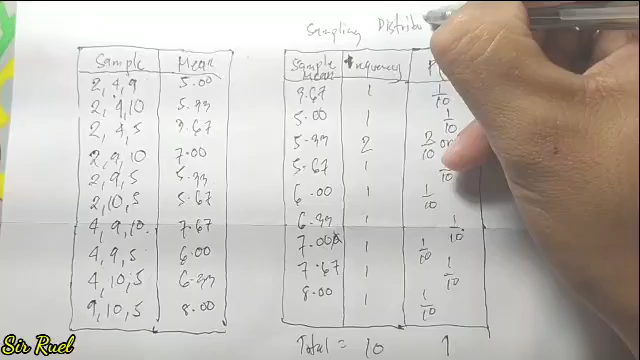 Sampling Distribu
Sample Mean
2, 4, 9 5.00
2, 4, 10 5.33
2, 4, 5 3.67
2, 9, 10 7.00
2, 9, 5 5.33
2, 10, 5 5.67
4, 9, 10. 7.67
4, 9, 5 6.00
4, 10, 5 6.33
9, 10, 5 8.00
Sample Mean Frequency P
3.67 1 1/10
5.00 1 1/10
5.33 2 2/10 or
5.67 1 /10
6.00 1 1/10
6.33 1 1/10
7.00 1 1/10
7.67 1 1/10
8.00 1 1/10
Total = 10 1
Sir Ruel